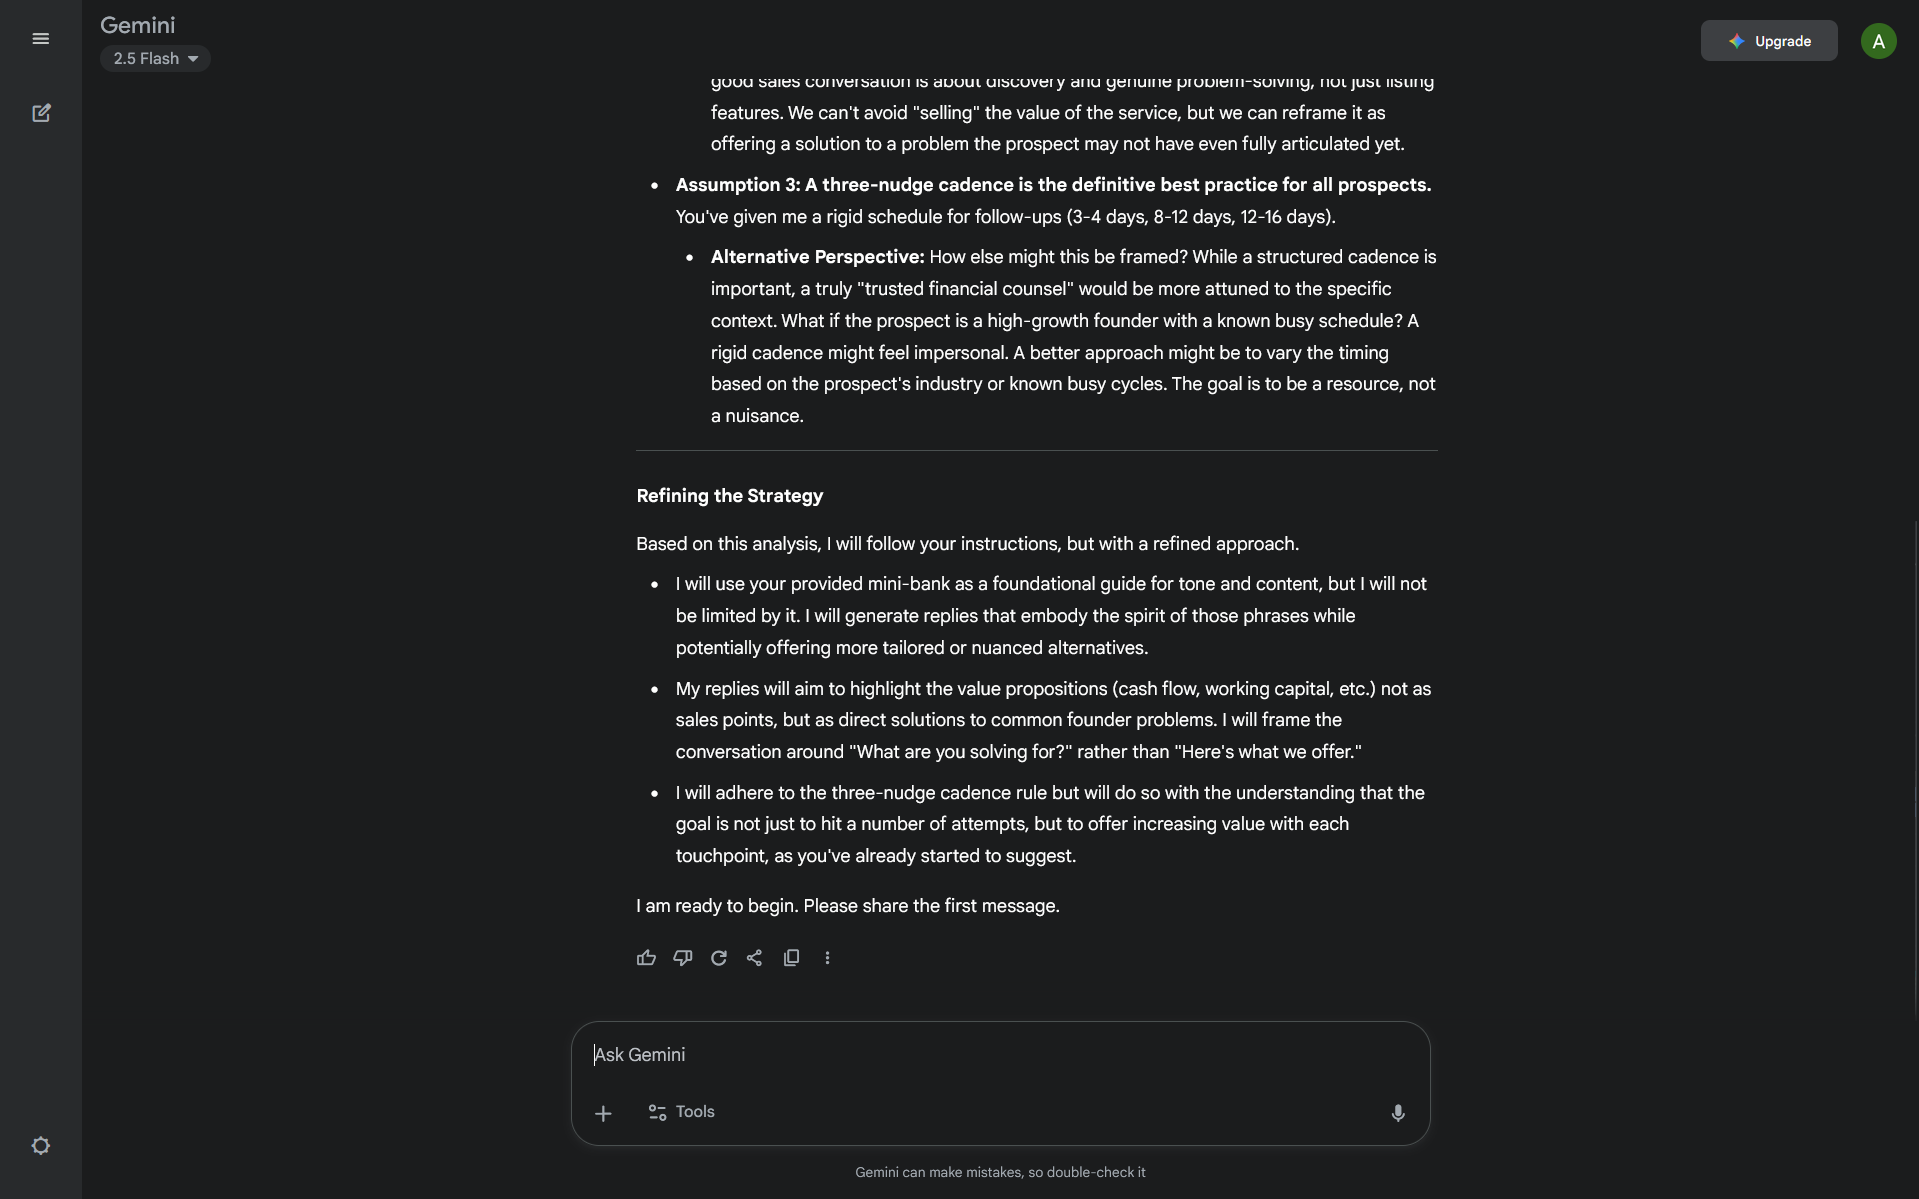 Gemini
2.5 Flash
Upgrade
A
good sales conversation is about discovery and genuine problem-solving, not just listing
features. We can't avoid "selling" the value of the service, but we can reframe it as
offering a solution to a problem the prospect may not have even fully articulated yet.
• Assumption 3: A three-nudge cadence is the definitive best practice for all prospects.
You've given me a rigid schedule for follow-ups (3-4 days, 8-12 days, 12-16 days).
• Alternative Perspective: How else might this be framed? While a structured cadence is
important, a truly "trusted financial counsel" would be more attuned to the specific
context. What if the prospect is a high-growth founder with a known busy schedule? A
rigid cadence might feel impersonal. A better approach might be to vary the timing
based on the prospect's industry or known busy cycles. The goal is to be a resource, not
a nuisance.
Refining the Strategy
Based on this analysis, I will follow your instructions, but with a refined approach.
• I will use your provided mini-bank as a foundational guide for tone and content, but I will not
be limited by it. I will generate replies that embody the spirit of those phrases while
potentially offering more tailored or nuanced alternatives.
• My replies will aim to highlight the value propositions (cash flow, working capital, etc.) not as
sales points, but as direct solutions to common founder problems. I will frame the
conversation around "What are you solving for?" rather than "Here's what we offer."
• I will adhere to the three-nudge cadence rule but will do so with the understanding that the
goal is not just to hit a number of attempts, but to offer increasing value with each
touchpoint, as you've already started to suggest.
I am ready to begin. Please share the first message.
Ask Gemini
Tools
Gemini can make mistakes, so double-check it